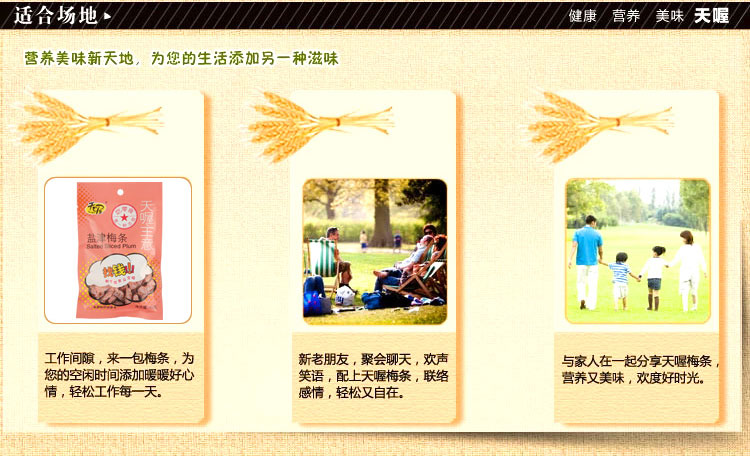 适合场地
健康 营养 美味 天喔
营养美味新天地，为您的生活添加另一种滋味
天喔
天喔主意
盐津梅条
Salted Sliced Plum
工作间隙，来一包梅条，为
您的空闲时间添加暖暖好心
情，轻松工作每一天。
新老朋友，聚会聊天，欢声
笑语，配上天喔梅条，联络
感情，轻松又自在。
与家人在一起分享天喔梅条，
营养又美味，欢度好时光。